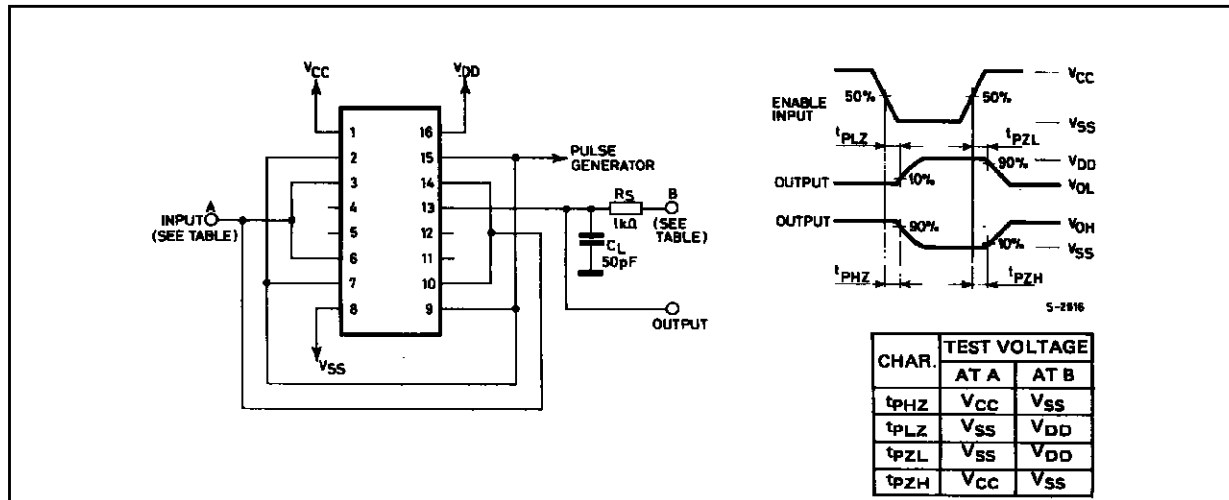 VCC
VDD
1 16
2 15
PULSE
GENERATOR
3 14
A
INPUT
(SEE TABLE)
4 13
RS
1kΩ
B
(SEE
TABLE)
5 12
CL
50pF
6 11
7 10
8 9
OUTPUT
VSS
VCC
50%
50%
ENABLE
INPUT
VSS
tPLZ
tPZL
VDD
90%
10%
OUTPUT
VOL
OUTPUT
VOH
90%
10%
VSS
tPHZ
tPZH
S-2816
CHAR. TEST VOLTAGE
AT A AT B
tPHZ VCC VSS
tPLZ VSS VDD
tPZL VSS VDD
tPZH VCC VSS